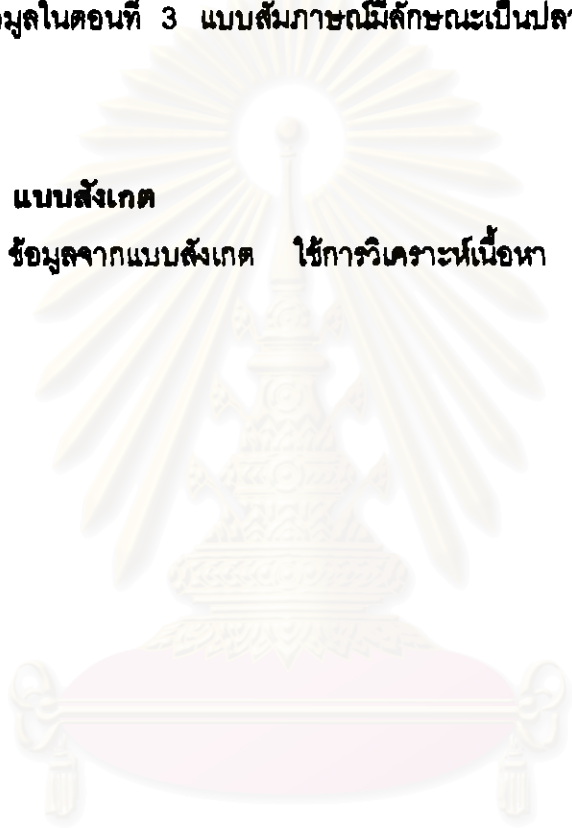 มูลในตอนที่ 3 แบบสัมภาษณ์มีลักษณะเป็นปลา
แบบสังเกต
ข้อมูลจากแบบสังเกต ใช้การวิเคราะห์เนื้อหา